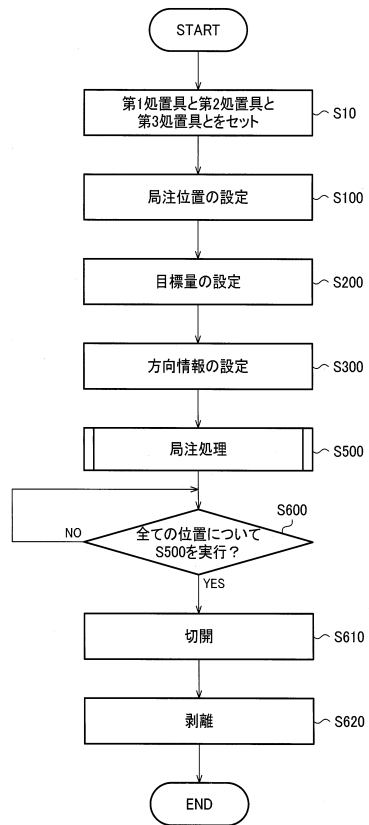 START
第1処置具と第2処置具と
第3処置具とをセット
S10
局注位置の設定
S100
目標量の設定
S200
方向情報の設定
S300
局注処理
S500
S600
全ての位置について
S500を実行？
NO
YES
切開
S610
剥離
S620
END